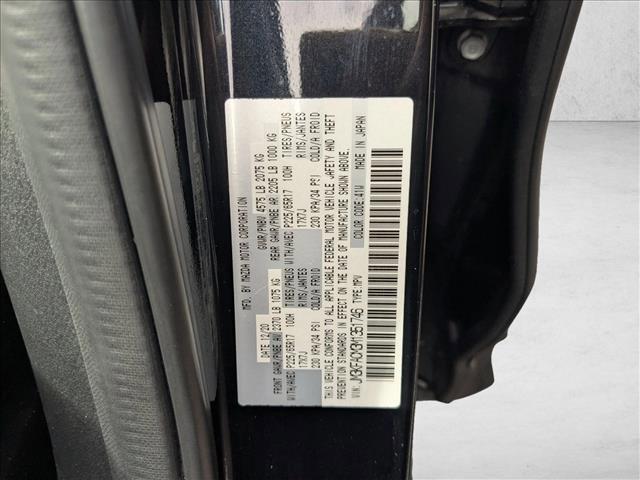 MFD. BY MAZDA MOTOR CORPORATION
DATE 12/20 GVWR/PNBV 4575 LB 2075 KG
FRONT GAWR/PNBE AV 2370 LB 1075 KG REAR GAWR/PNBE AR 2205 LB 1000 KG
TIRES/PNEUS WITH/AVEC P225/65R17 100H TIRES/PNEUS WITH/AVEC P225/65R17 100H
RIMS/JANTES 17X7J RIMS/JANTES 17X7J
COLD/A FROID 230 KPA/34 PSI COLD/A FROID 230 KPA/34 PSI
THIS VEHICLE CONFORMS TO ALL APPLICABLE FEDERAL MOTOR VEHICLE SAFETY AND THEFT
PREVENTION STANDARDS IN EFFECT ON THE DATE OF MANUFACTURE SHOWN ABOVE.
COLOR CODE: 41W MADE IN JAPAN
VIN: TYPE: MPV